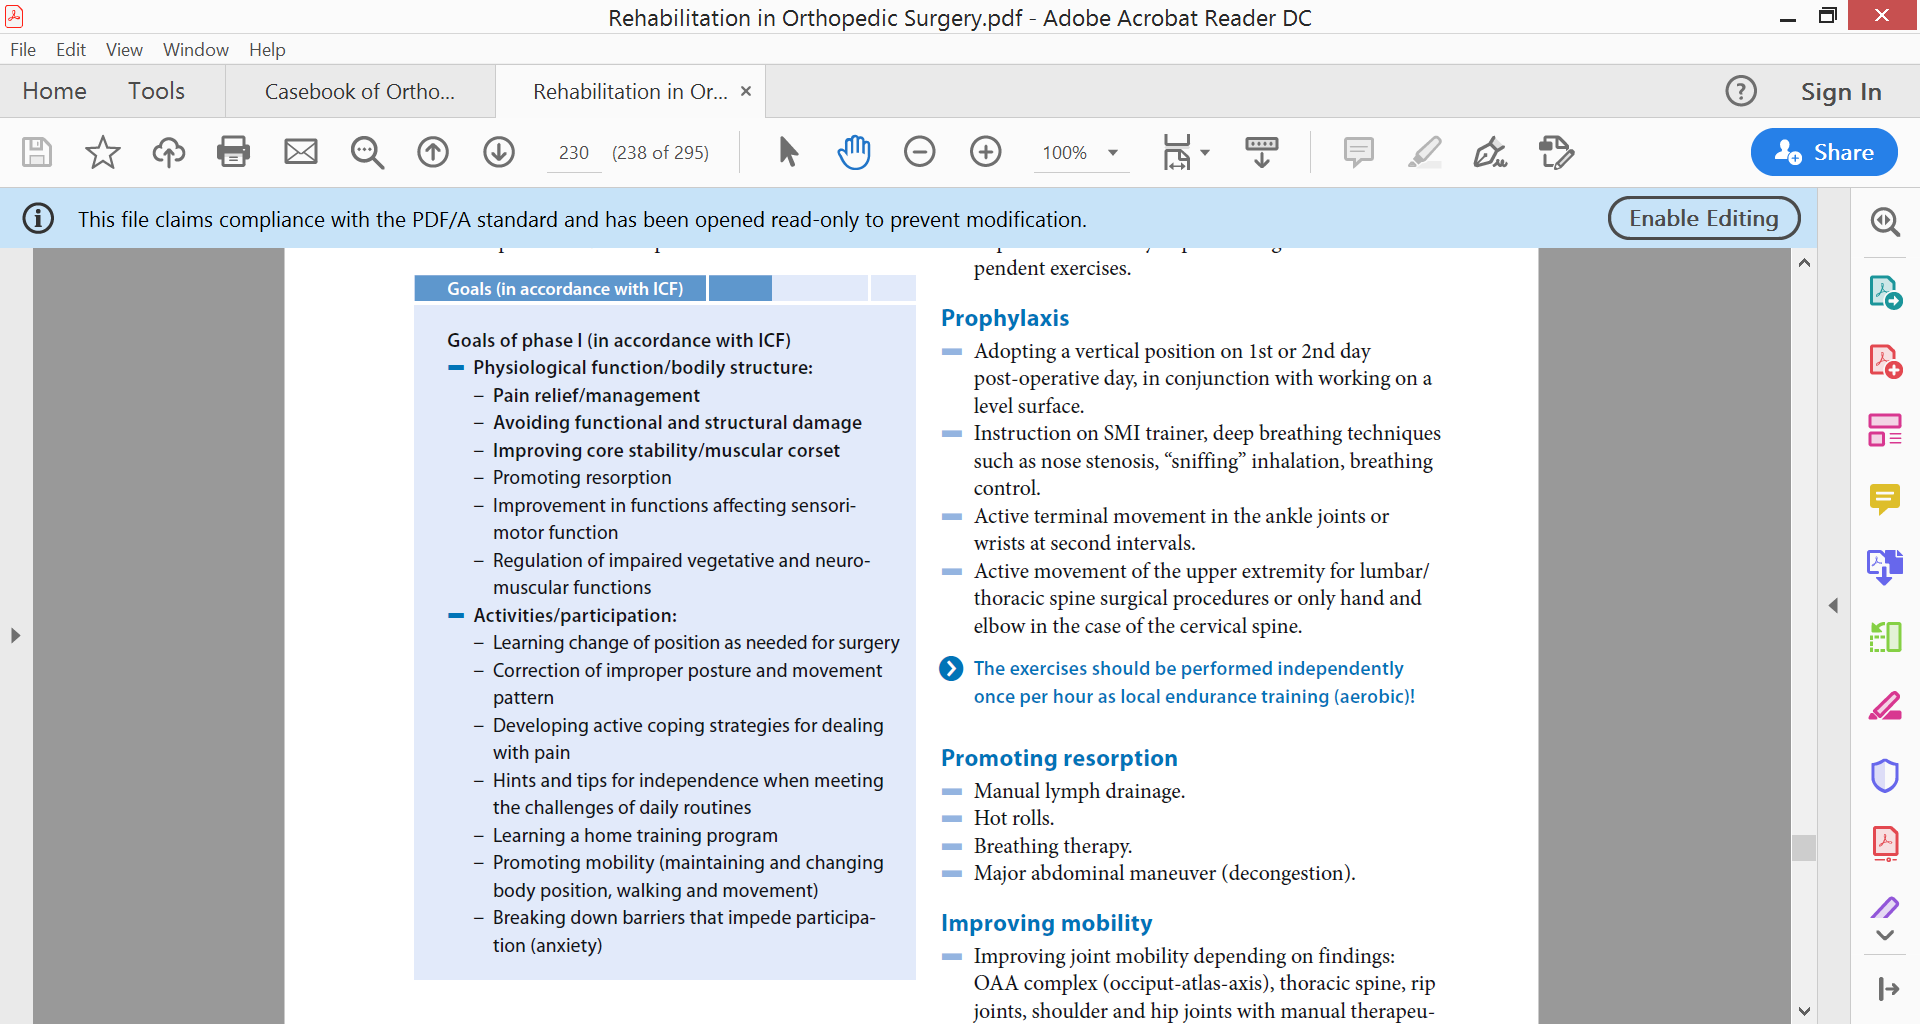 Rehabilitation in Orthopedic Surgery.pdf - Adobe Acrobat Reader DC
File Edit View Window Help
Home Tools Casebook of Ortho... Rehabilitation in Or... Sign In
230 (238 of 295) 100% Share
This file claims compliance with the PDF/A standard and has been opened read-only to prevent modification. Enable Editing
Goals (in accordance with ICF)
Goals of phase I (in accordance with ICF)
Physiological function/bodily structure:
– Pain relief/management
– Avoiding functional and structural damage
– Improving core stability/muscular corset
– Promoting resorption
– Improvement in functions affecting sensori-
motor function
– Regulation of impaired vegetative and neuro-
muscular functions
Activities/participation:
– Learning change of position as needed for surgery
– Correction of improper posture and movement
pattern
– Developing active coping strategies for dealing
with pain
– Hints and tips for independence when meeting
the challenges of daily routines
– Learning a home training program
– Promoting mobility (maintaining and changing
body position, walking and movement)
– Breaking down barriers that impede participa-
tion (anxiety)
pendent exercises.
Prophylaxis
Adopting a vertical position on 1st or 2nd day
post-operative day, in conjunction with working on a
level surface.
Instruction on SMI trainer, deep breathing techniques
such as nose stenosis, “sniffing” inhalation, breathing
control.
Active terminal movement in the ankle joints or
wrists at second intervals.
Active movement of the upper extremity for lumbar/
thoracic spine surgical procedures or only hand and
elbow in the case of the cervical spine.
The exercises should be performed independently
once per hour as local endurance training (aerobic)!
Promoting resorption
Manual lymph drainage.
Hot rolls.
Breathing therapy.
Major abdominal maneuver (decongestion).
Improving mobility
Improving joint mobility depending on findings:
OAA complex (occiput-atlas-axis), thoracic spine, rip
joints, shoulder and hip joints with manual therapeu-